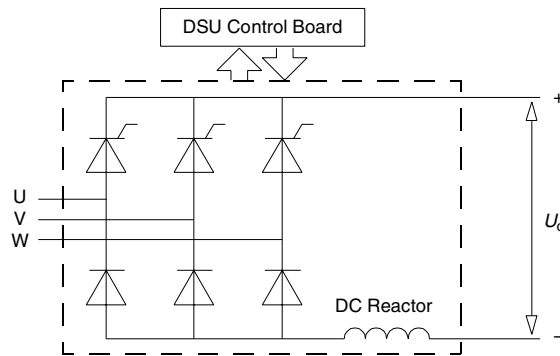 DSU Control Board
+
U
V
W
U
DC Reactor
–